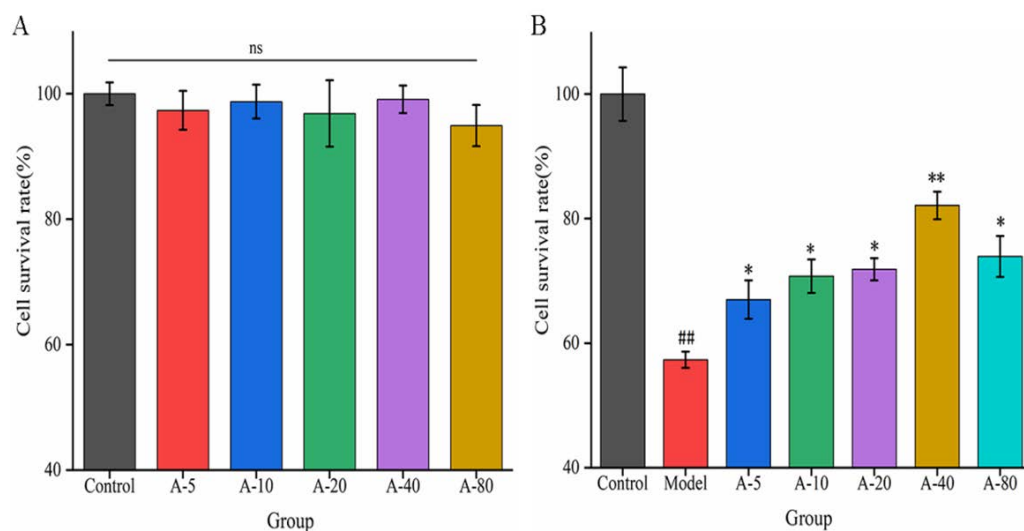 A
ns
100
80
60
40
Cell survival rate(%)
Control A-5 A-10 A-20 A-40 A-80
Group
B
100
80
60
40
Cell survival rate(%)
##
*
*
*
**
*
Control Model A-5 A-10 A-20 A-40 A-80
Group